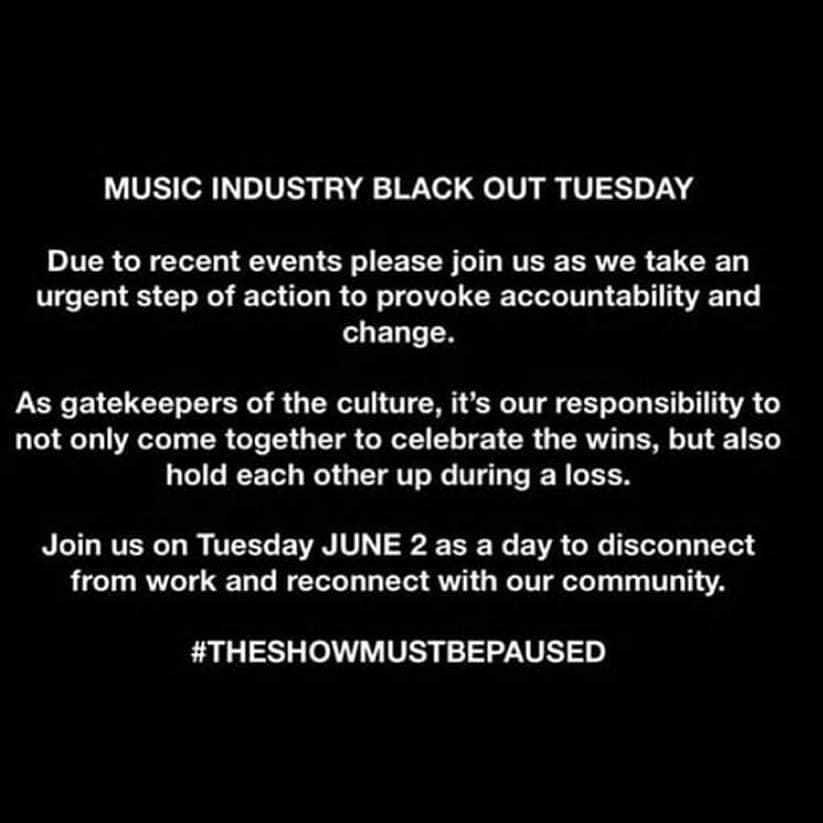 MUSIC INDUSTRY BLACK OUT TUESDAY
Due to recent events please join us as we take an
urgent step of action to provoke accountability and
change.
As gatekeepers of the culture, it’s our responsibility to
not only come together to celebrate the wins, but also
hold each other up during a loss.
Join us on Tuesday JUNE 2 as a day to disconnect
from work and reconnect with our community.
#THESHOWMUSTBEPAUSED